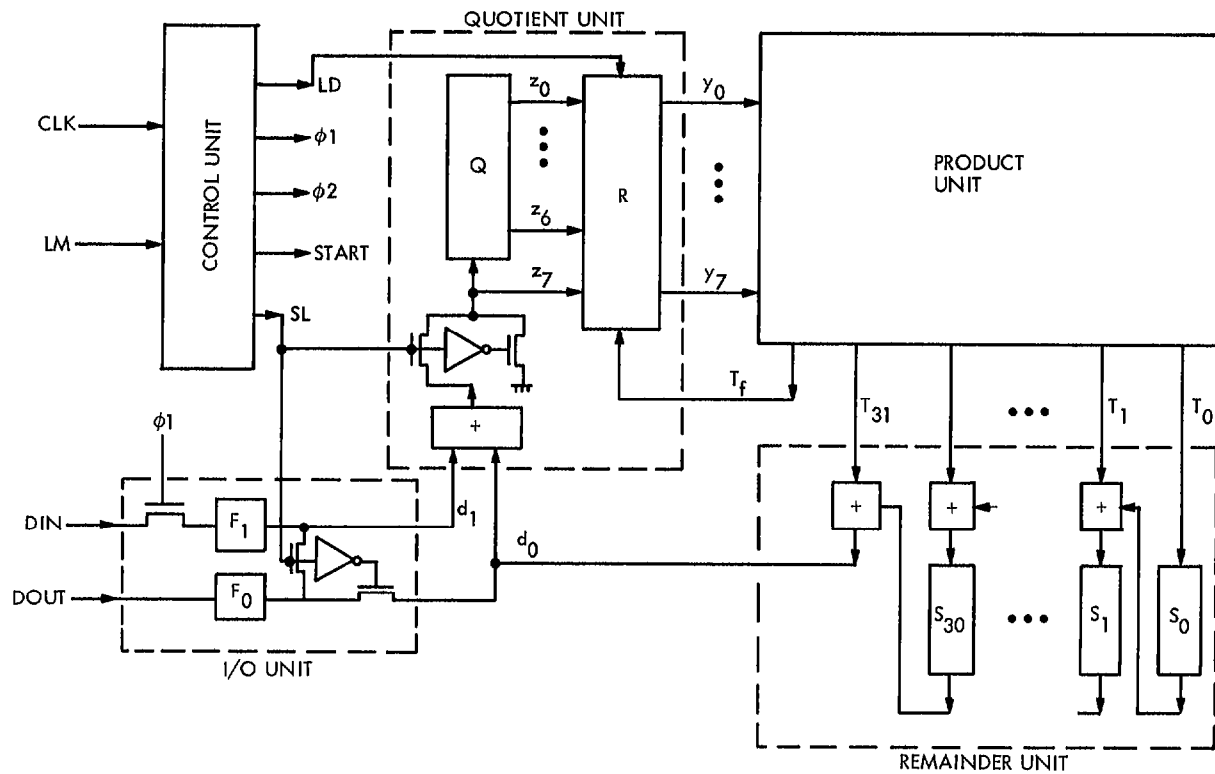 QUOTIENT UNIT
CLK
LM
CONTROL UNIT
LD
ϕ1
ϕ2
START
SL
Q
z0
z6
z7
R
y0
y7
PRODUCT UNIT
Tf
+
T31
T1
T0
ϕ1
DIN
F1
d1
d0
DOUT
F0
I/O UNIT
+
+
+
S30
S1
S0
REMAINDER UNIT